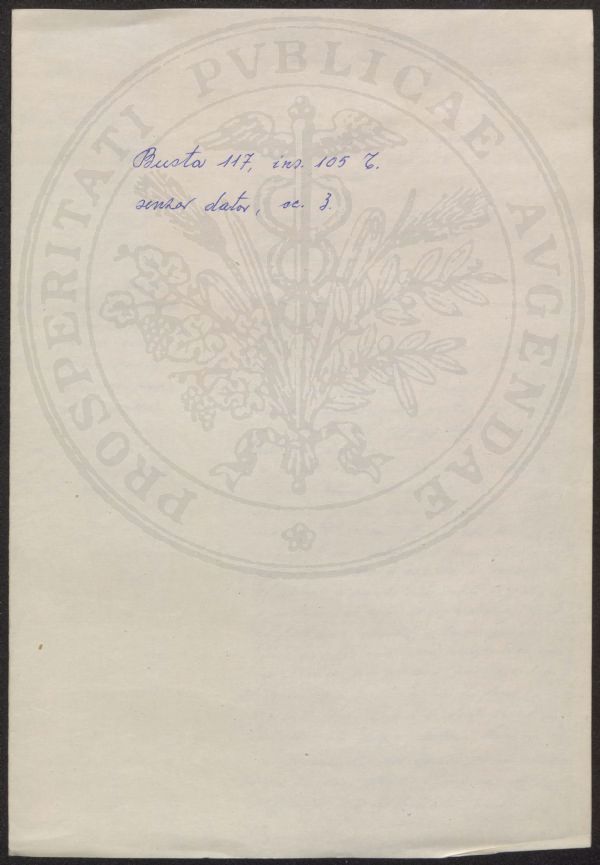 PROSPERITATI PVBLICAE AVGENDAE
Busta 117, ins. 105 C.
senza data, cc. 3.